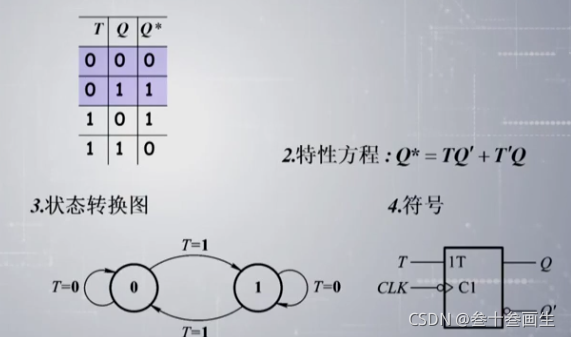 T Q Q*
0 0 0
0 1 1
1 0 1
1 1 0
2.特性方程 : Q* = TQ' + T'Q
3.状态转换图
4.符号
T=1
T=0
0
1
T=0
T=1
T
1T
Q
CLK
C1
Q'
CSDN @叁十叁画生